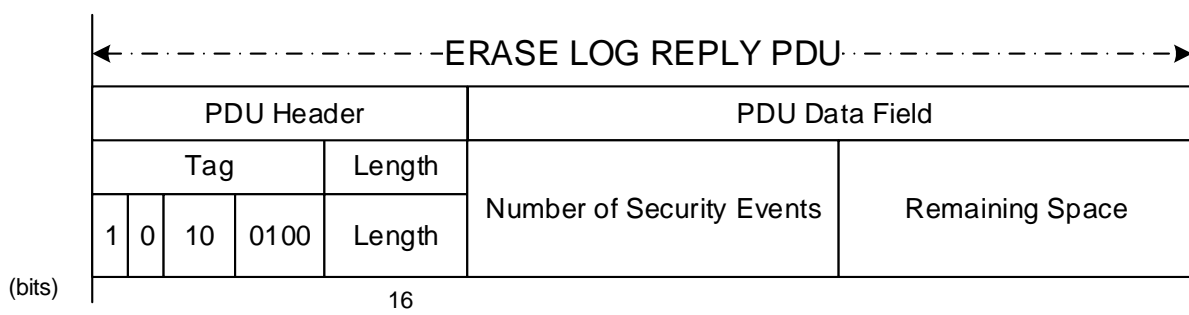 ERASE LOG REPLY PDU
PDU Header PDU Data Field
Tag Length Number of Security Events Remaining Space
1 0 10 0100 Length
(bits) 16